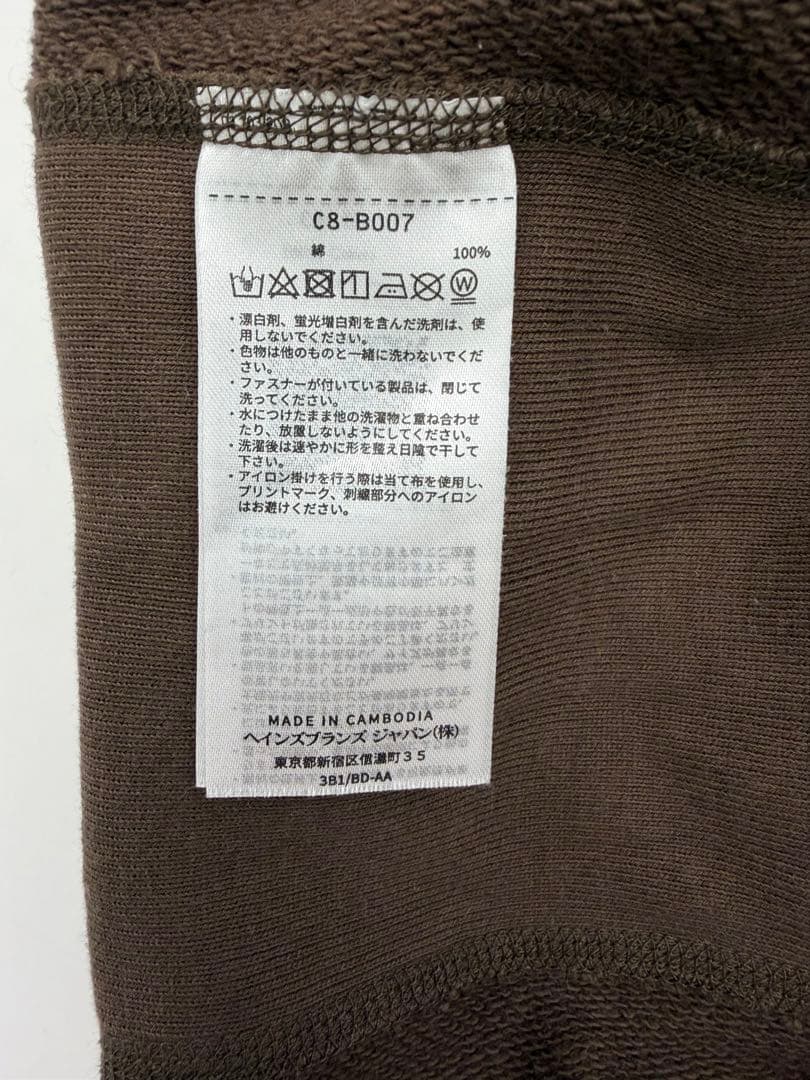 C8-B007
綿 100%
W
・漂白剤、蛍光増白剤を含んだ洗剤は、使
用しないでください。
・色物は他のものと一緒に洗わないでくだ
さい。
・ファスナーが付いている製品は、閉じて
洗ってください。
・水につけたまま他の洗濯物と重ね合わせ
たり、放置しないようにしてください。
・洗濯後は速やかに形を整え日陰で干して
下さい。
・アイロン掛けを行う際は当て布を使用し、
プリントマーク、刺繍部分へのアイロン
はお避けください。
MADE IN CAMBODIA
ヘインズブランズ ジャパン(株)
東京都新宿区信濃町35
3B1/BD-AA